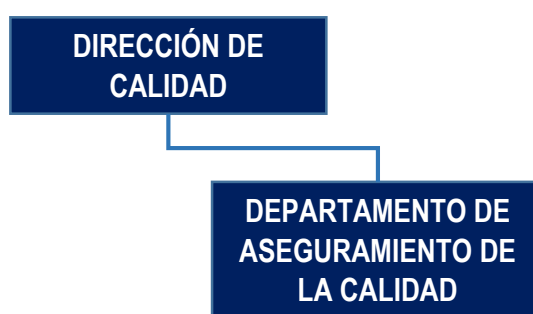 DIRECCIÓN DE
CALIDAD
DEPARTAMENTO DE
ASEGURAMIENTO DE
LA CALIDAD